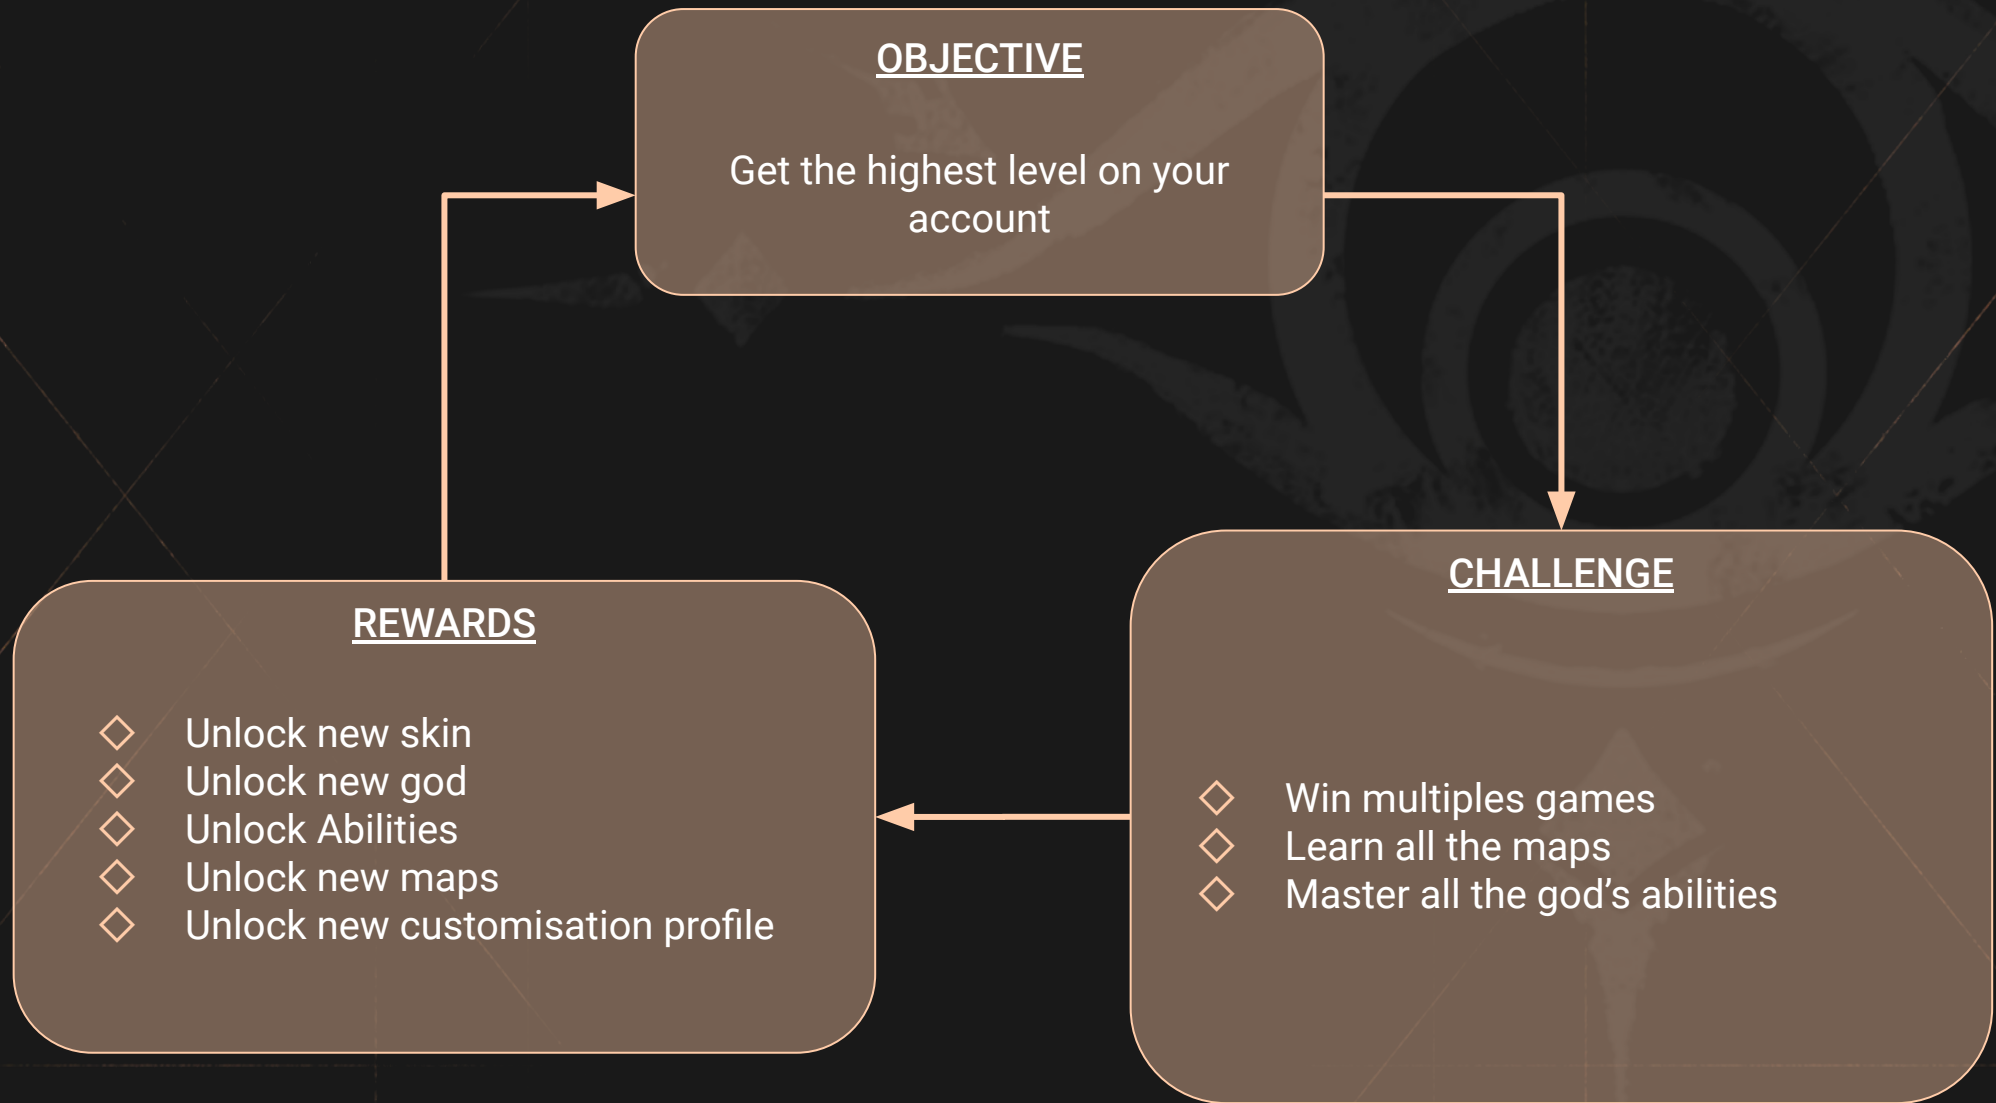 OBJECTIVE
Get the highest level on your
account
CHALLENGE
Win multiples games
Learn all the maps
Master all the god’s abilities
REWARDS
Unlock new skin
Unlock new god
Unlock Abilities
Unlock new maps
Unlock new customisation profile